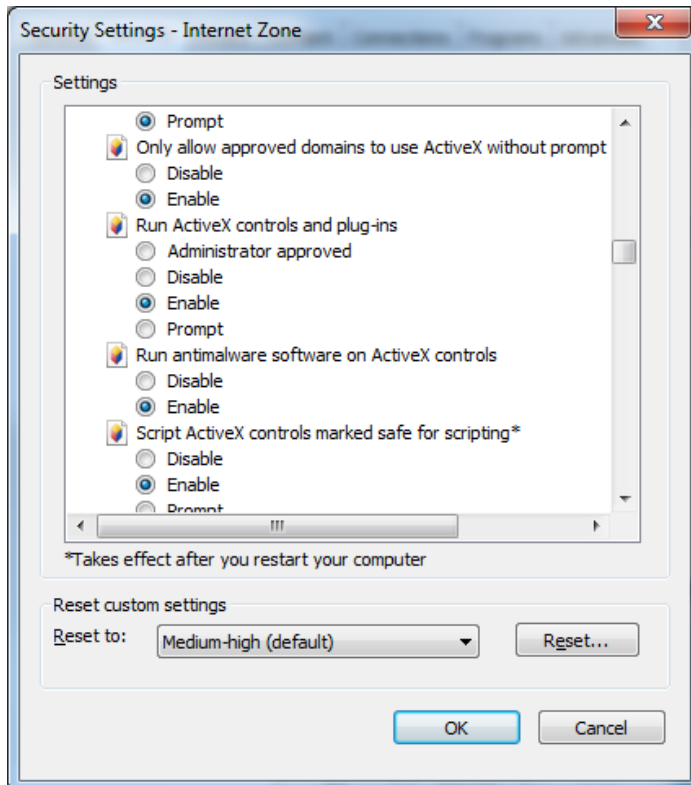 Security Settings - Internet Zone
Settings
Prompt
Only allow approved domains to use ActiveX without prompt
Disable
Enable
Run ActiveX controls and plug-ins
Administrator approved
Disable
Enable
Prompt
Run antimalware software on ActiveX controls
Disable
Enable
Script ActiveX controls marked safe for scripting*
Disable
Enable
Prompt
*Takes effect after you restart your computer
Reset custom settings
Reset to:
Medium-high (default)
Reset...
OK
Cancel